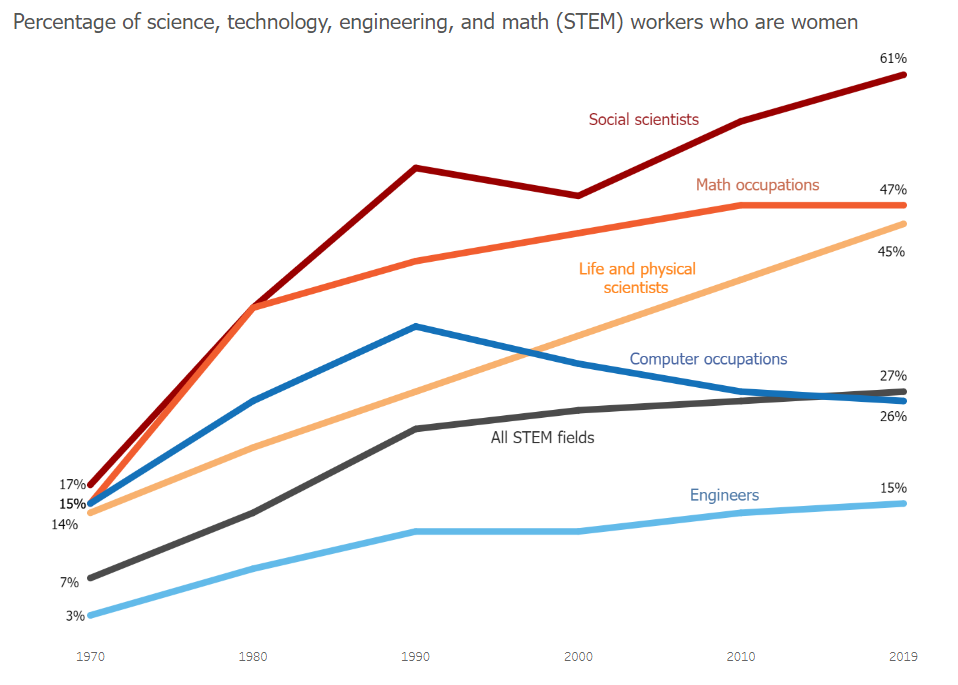 Percentage of science, technology, engineering, and math (STEM) workers who are women
61%
Social scientists
Math occupations
47%
45%
Life and physical
scientists
Computer occupations
27%
26%
All STEM fields
17%
15%
14%
Engineers
15%
7%
3%
1970 1980 1990 2000 2010 2019